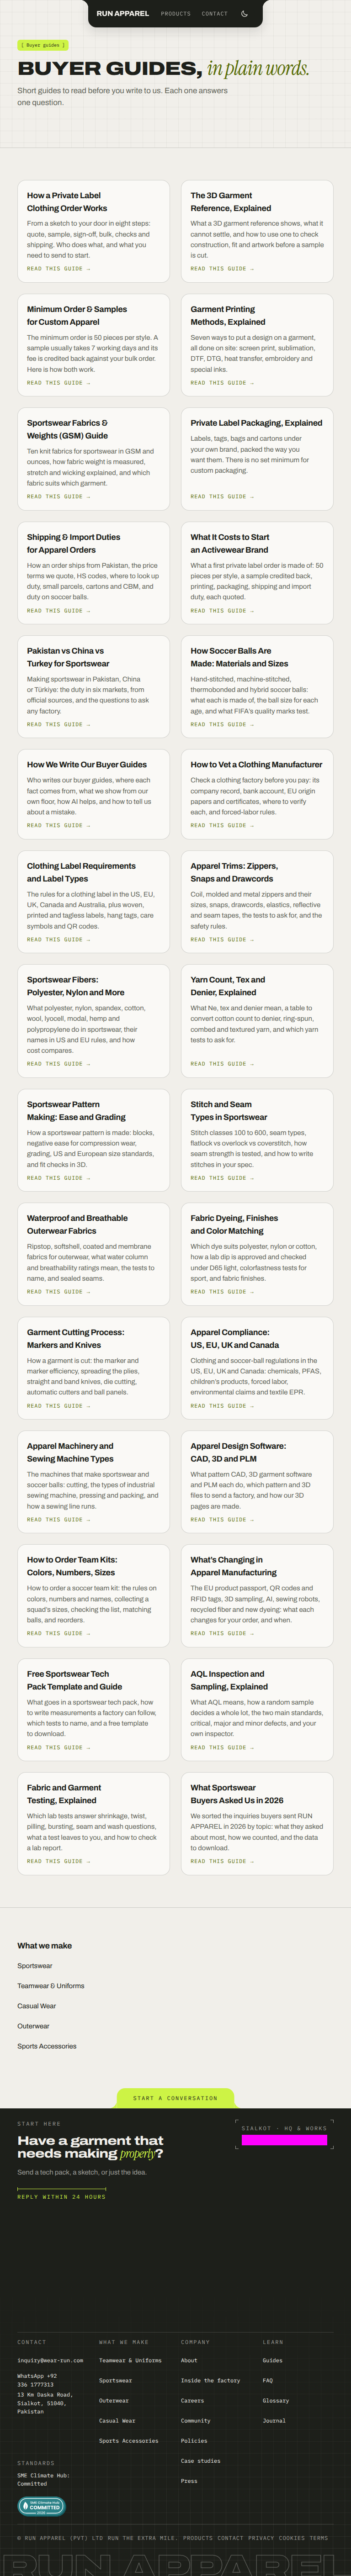 RUN APPAREL PRODUCTS CONTACT
( Buyer guides )
BUYER GUIDES, in plain words.
Short guides to read before you write to us. Each one answers
one question.
How a Private Label
Clothing Order Works
From a sketch to your door in eight steps:
quote, sample, sign-off, bulk, checks and
shipping. Who does what, and what you
need to send to start.
READ THIS GUIDE →
The 3D Garment
Reference, Explained
What a 3D garment reference shows, what it
cannot settle, and how to use one to check
construction, fit and artwork before a sample
is cut.
READ THIS GUIDE →
Minimum Order & Samples
for Custom Apparel
The minimum order is 50 pieces per style. A
sample usually takes 7 working days and its
fee is credited back against your bulk order.
Here is how both work.
READ THIS GUIDE →
Garment Printing
Methods, Explained
Seven ways to put a design on a garment,
all done on site: screen print, sublimation,
DTF, DTG, heat transfer, embroidery and
special inks.
READ THIS GUIDE →
Sportswear Fabrics &
Weights (GSM) Guide
Ten knit fabrics for sportswear in GSM and
ounces, how fabric weight is measured,
stretch and wicking explained, and which
fabric suits which garment.
READ THIS GUIDE →
Private Label Packaging, Explained
Labels, tags, bags and cartons under
your own brand, packed the way you
want them. There is no set minimum for
custom packaging.
READ THIS GUIDE →
Shipping & Import Duties
for Apparel Orders
How an order ships from Pakistan, the price
terms we quote, HS codes, where to look up
duty, small parcels, cartons and CBM, and
duty on soccer balls.
READ THIS GUIDE →
What It Costs to Start
an Activewear Brand
What a first private label order is made of: 50
pieces per style, a sample credited back,
printing, packaging, shipping and import
duty, each quoted.
READ THIS GUIDE →
Pakistan vs China vs
Turkey for Sportswear
Making sportswear in Pakistan, China
or Türkiye: the duty in six markets, from
official sources, and the questions to ask
any factory.
READ THIS GUIDE →
How Soccer Balls Are
Made: Materials and Sizes
Hand-stitched, machine-stitched,
thermobonded and hybrid soccer balls:
what each is made of, the ball size for each
age, and what FIFA's quality marks test.
READ THIS GUIDE →
How We Write Our Buyer Guides
Who writes our buyer guides, where each
fact comes from, what we show from our
own floor, how AI helps, and how to tell us
about a mistake.
READ THIS GUIDE →
How to Vet a Clothing Manufacturer
Check a clothing factory before you pay: its
company record, bank account, EU origin
papers and certificates, where to verify
each, and forced-labor rules.
READ THIS GUIDE →
Clothing Label Requirements
and Label Types
The rules for a clothing label in the US, EU,
UK, Canada and Australia, plus woven,
printed and tagless labels, hang tags, care
symbols and QR codes.
READ THIS GUIDE →
Apparel Trims: Zippers,
Snaps and Drawcords
Coil, molded and metal zippers and their
sizes, snaps, drawcords, elastics, reflective
and seam tapes, the tests to ask for, and the
safety rules.
READ THIS GUIDE →
Sportswear Fibers:
Polyester, Nylon and More
What polyester, nylon, spandex, cotton,
wool, lyocell, modal, hemp and
polypropylene do in sportswear, their
names in US and EU rules, and how
cost compares.
READ THIS GUIDE →
Yarn Count, Tex and
Denier, Explained
What Ne, tex and denier mean, a table to
convert cotton count to denier, ring-spun,
combed and textured yarn, and which yarn
tests to ask for.
READ THIS GUIDE →
Sportswear Pattern
Making: Ease and Grading
How a sportswear pattern is made: blocks,
negative ease for compression wear,
grading, US and European size standards,
and fit checks in 3D.
READ THIS GUIDE →
Stitch and Seam
Types in Sportswear
Stitch classes 100 to 600, seam types,
flatlock vs overlock vs coverstitch, how
seam strength is tested, and how to write
stitches in your spec.
READ THIS GUIDE →
Waterproof and Breathable
Outerwear Fabrics
Ripstop, softshell, coated and membrane
fabrics for outerwear, what water column
and breathability ratings mean, the tests to
name, and sealed seams.
READ THIS GUIDE →
Fabric Dyeing, Finishes
and Color Matching
Which dye suits polyester, nylon or cotton,
how a lab dip is approved and checked
under D65 light, colorfastness tests for
sport, and fabric finishes.
READ THIS GUIDE →
Garment Cutting Process:
Markers and Knives
How a garment is cut: the marker and
marker efficiency, spreading the plies,
straight and band knives, die cutting,
automatic cutters and ball panels.
READ THIS GUIDE →
Apparel Compliance:
US, EU, UK and Canada
Clothing and soccer-ball regulations in the
US, EU, UK and Canada: chemicals, PFAS,
children's products, forced labor,
environmental claims and textile EPR.
READ THIS GUIDE →
Apparel Machinery and
Sewing Machine Types
The machines that make sportswear and
soccer balls: cutting, the types of industrial
sewing machine, pressing and packing, and
how a sewing line runs.
READ THIS GUIDE →
Apparel Design Software:
CAD, 3D and PLM
What pattern CAD, 3D garment software
and PLM each do, which pattern and 3D
files to send a factory, and how our 3D
pages are made.
READ THIS GUIDE →
How to Order Team Kits:
Colors, Numbers, Sizes
How to order a soccer team kit: the rules on
colors, numbers and names, collecting a
squad's sizes, checking the list, matching
balls, and reorders.
READ THIS GUIDE →
What's Changing in
Apparel Manufacturing
The EU product passport, QR codes and
RFID tags, 3D sampling, AI, sewing robots,
recycled fiber and new dyeing: what each
changes for your order, and when.
READ THIS GUIDE →
Free Sportswear Tech
Pack Template and Guide
What goes in a sportswear tech pack, how
to write measurements a factory can follow,
which tests to name, and a free template
to download.
READ THIS GUIDE →
AQL Inspection and
Sampling, Explained
What AQL means, how a random sample
decides a whole lot, the two main standards,
critical, major and minor defects, and your
own inspector.
READ THIS GUIDE →
Fabric and Garment
Testing, Explained
Which lab tests answer shrinkage, twist,
pilling, bursting, seam and wash questions,
what a test leaves to you, and how to check
a lab report.
READ THIS GUIDE →
What Sportswear
Buyers Asked Us in 2026
We sorted the inquiries buyers sent RUN
APPAREL in 2026 by topic: what they asked
about most, how we counted, and the data
to download.
READ THIS GUIDE →
What we make
Sportswear
Teamwear & Uniforms
Casual Wear
Outerwear
Sports Accessories
START A CONVERSATION
START HERE
Have a garment that
needs making properly?
Send a tech pack, a sketch, or just the idea.
REPLY WITHIN 24 HOURS
SIALKOT · HQ & WORKS
CONTACT
inquiry@wear-run.com
WhatsApp +92
336 1777313
13 Km Daska Road,
Sialkot, 51040,
Pakistan
WHAT WE MAKE
Teamwear & Uniforms
Sportswear
Outerwear
Casual Wear
Sports Accessories
COMPANY
About
Inside the factory
Careers
Community
Policies
Case studies
Press
LEARN
Guides
FAQ
Glossary
Journal
STANDARDS
SME Climate Hub:
Committed
SME Climate Hub
COMMITTED
© RUN APPAREL (PVT) LTD RUN THE EXTRA MILE. PRODUCTS CONTACT PRIVACY COOKIES TERMS
RUN APPAREL